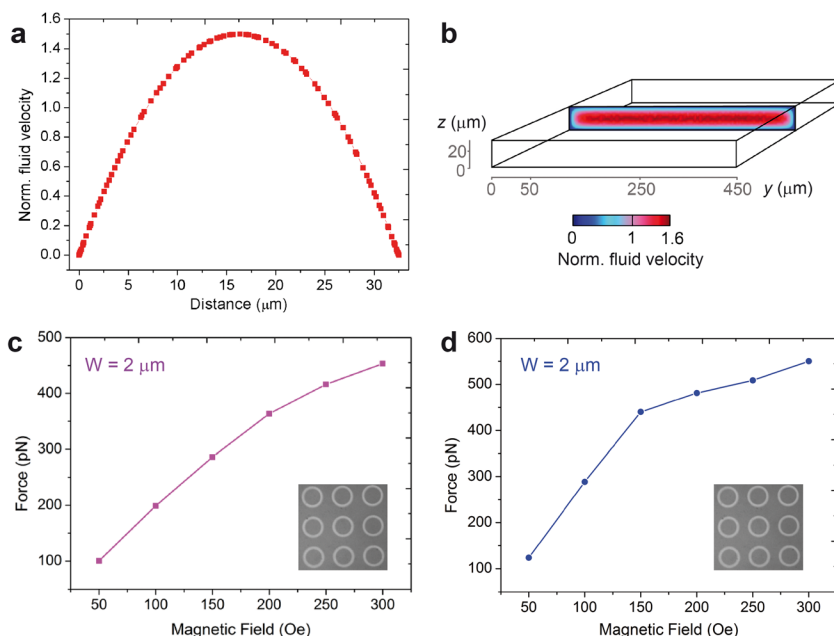 a
1.6
1.4
1.2
1.0
0.8
0.6
0.4
0.2
0.0
Norm. fluid velocity
0 5 10 15 20 25 30
Distance (μm)
b
z (μm)
20
0
0 50 250 450 y (μm)
0 1 1.6
Norm. fluid velocity
c
W = 2 μm
500
400
300
200
100
Force (pN)
50 100 150 200 250 300
Magnetic Field (Oe)
d
W = 2 μm
600
500
400
300
200
100
Force (pN)
50 100 150 200 250 300
Magnetic Field (Oe)